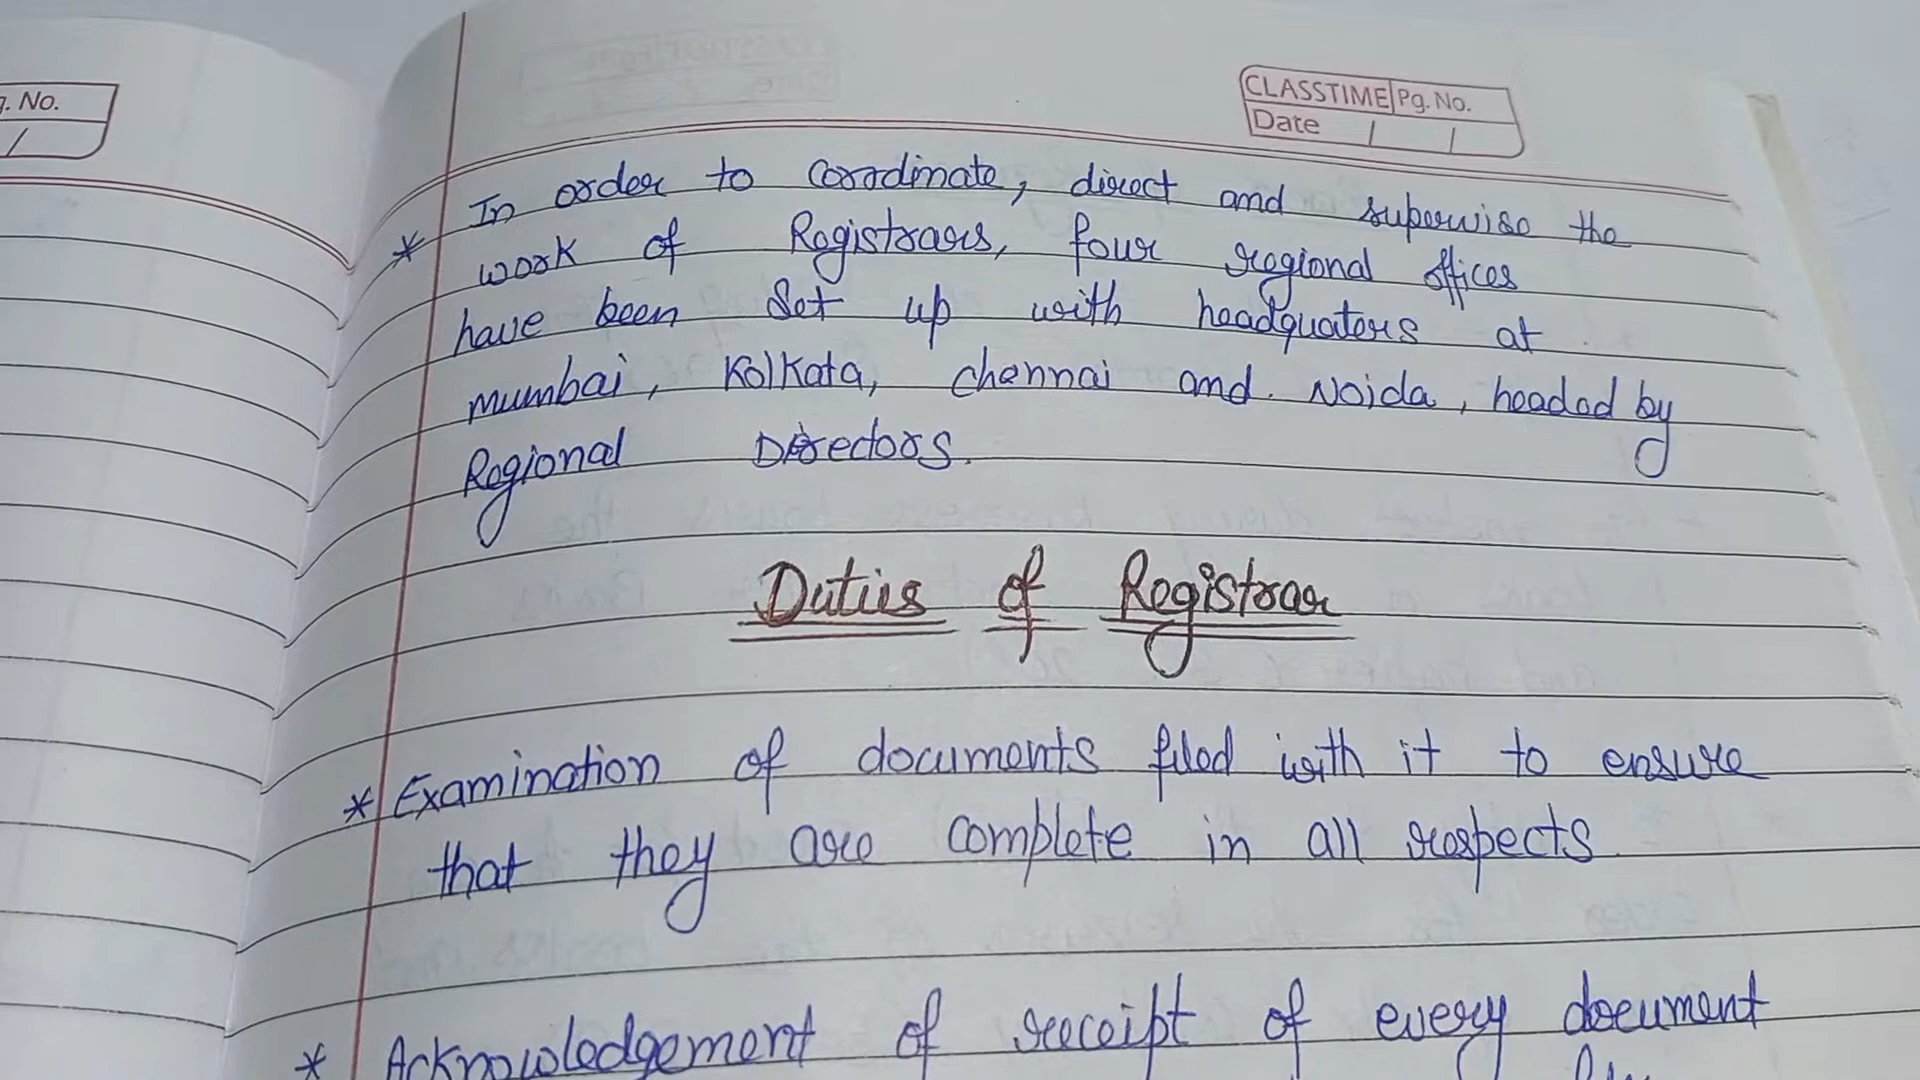 g. No.
CLASSTIME Pg. No.
Date / /
* In order to coordinate, direct and superwise the
work of Registrars, four regional offices
have been Set up with headquaters at
mumbai, Kolkata, chennai and. Noida, headed by
Regional Directors.
Duties of Registrar
* Examination of documents filed with it to ensure
that they are complete in all respects.
* Acknowledgement of receipt of every document